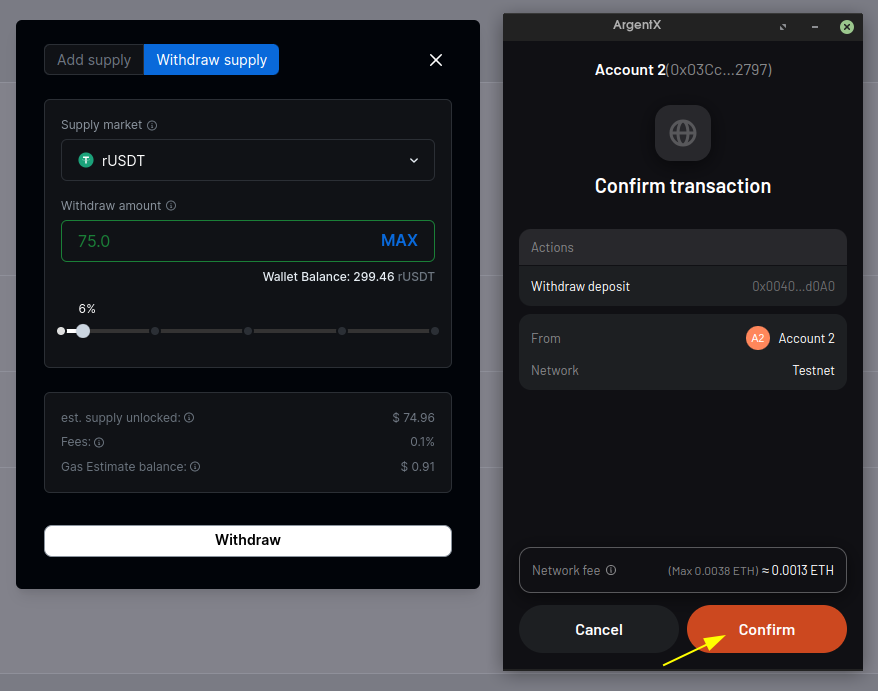 Add supply
Withdraw supply
Supply market
T rUSDT
Withdraw amount
75.0 MAX
Wallet Balance: 299.46 rUSDT
6%
est. supply unlocked: $ 74.96
Fees: 0.1%
Gas Estimate balance: $ 0.91
Withdraw
ArgentX
Account 2 (0x03Cc...2797)
Confirm transaction
Actions
Withdraw deposit 0x0040...d0A0
From A2 Account 2
Network Testnet
Network fee (Max 0.0038 ETH) ≈ 0.0013 ETH
Cancel Confirm